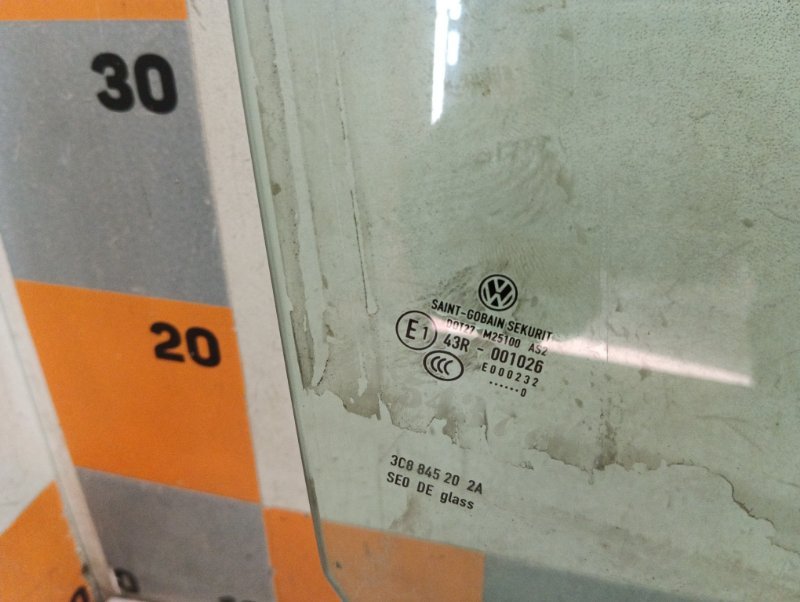 30
20
SAINT-GOBAIN SEKURIT
DOT27 M25100 AS2
E1 43R - 001026
CCC E000232
......0
3C8 845 20 2A
SEO DE glass